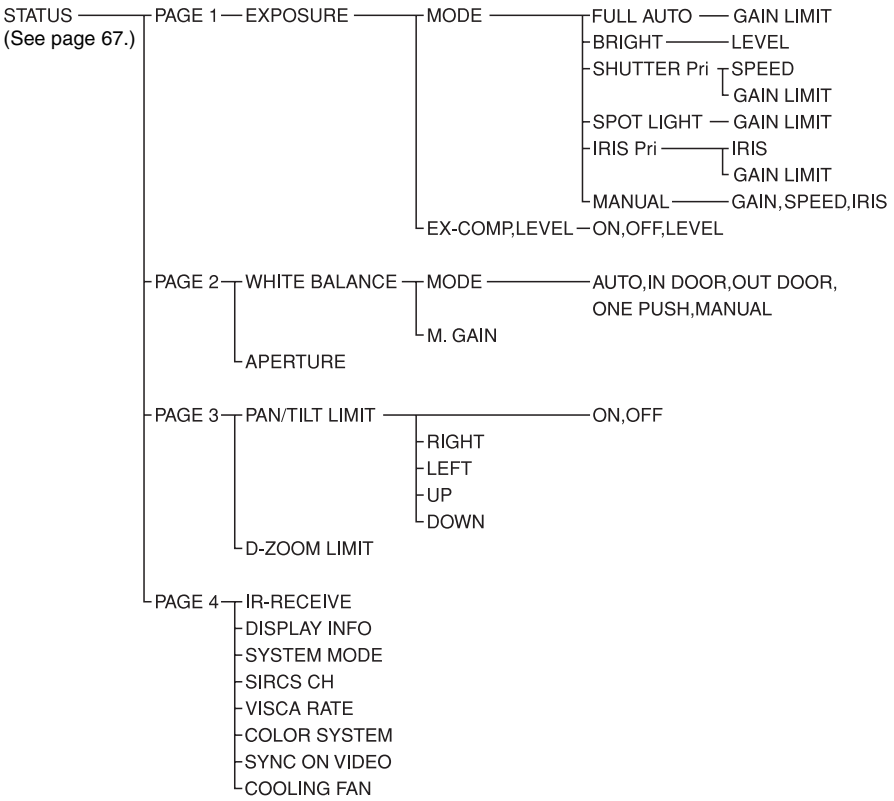 STATUS PAGE 1 EXPOSURE MODE FULL AUTO GAIN LIMIT
(See page 67.) BRIGHT LEVEL
SHUTTER Pri SPEED
GAIN LIMIT
SPOT LIGHT GAIN LIMIT
IRIS Pri IRIS
GAIN LIMIT
MANUAL GAIN,SPEED,IRIS
EX-COMP,LEVEL ON,OFF,LEVEL
PAGE 2 WHITE BALANCE MODE AUTO,IN DOOR,OUT DOOR,
ONE PUSH,MANUAL
M. GAIN
APERTURE
PAGE 3 PAN/TILT LIMIT ON,OFF
RIGHT
LEFT
UP
DOWN
D-ZOOM LIMIT
PAGE 4 IR-RECEIVE
DISPLAY INFO
SYSTEM MODE
SIRCS CH
VISCA RATE
COLOR SYSTEM
SYNC ON VIDEO
COOLING FAN